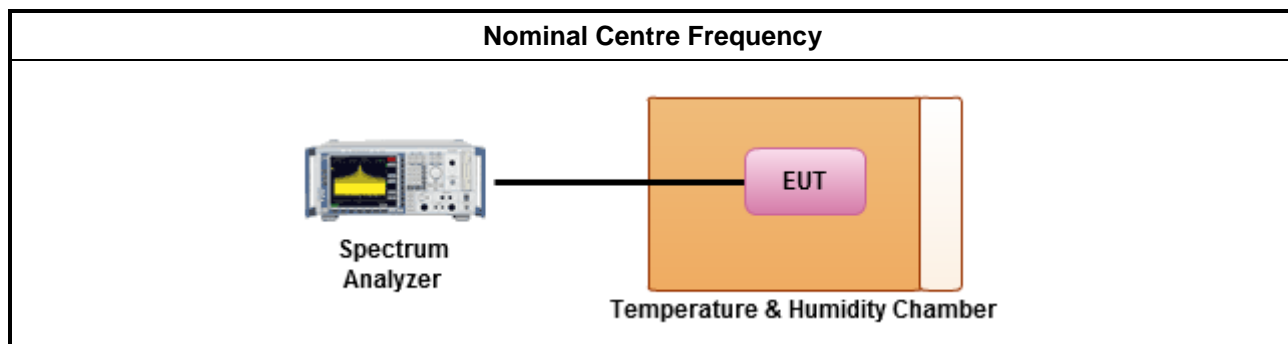 Nominal Centre Frequency
EUT
Spectrum
Analyzer
Temperature & Humidity Chamber